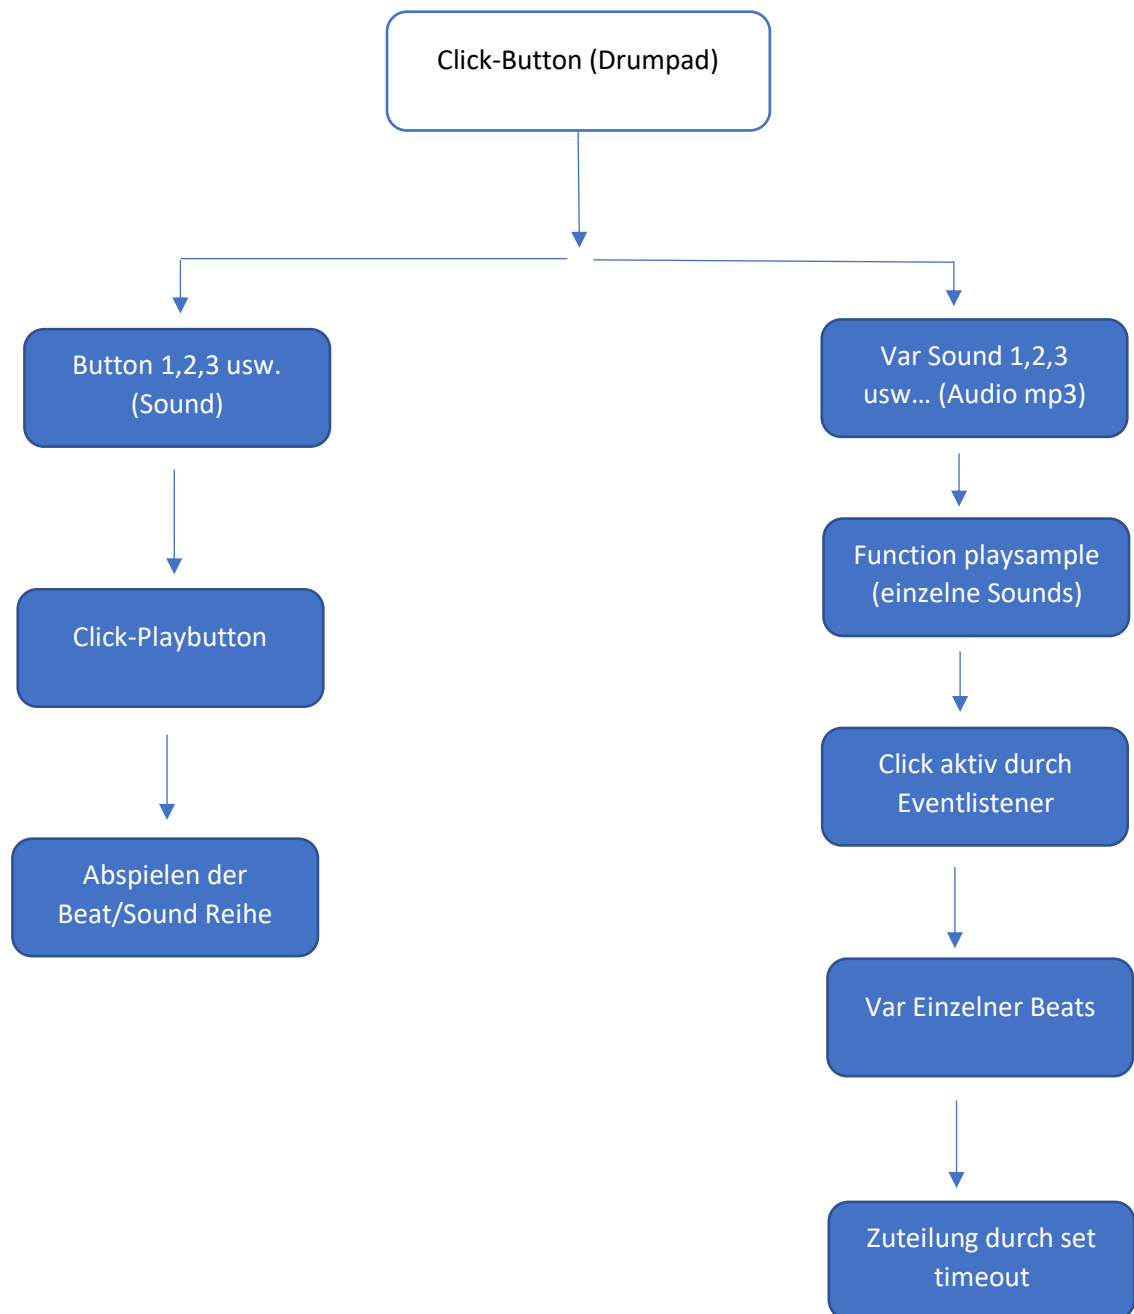 Click-Button (Drumpad)
Button 1,2,3 usw.
(Sound)
Click-Playbutton
Abspielen der
Beat/Sound Reihe
Var Sound 1,2,3
usw... (Audio mp3)
Function playsample
(einzelne Sounds)
Click aktiv durch
Eventlistener
Var Einzelner Beats
Zuteilung durch set
timeout